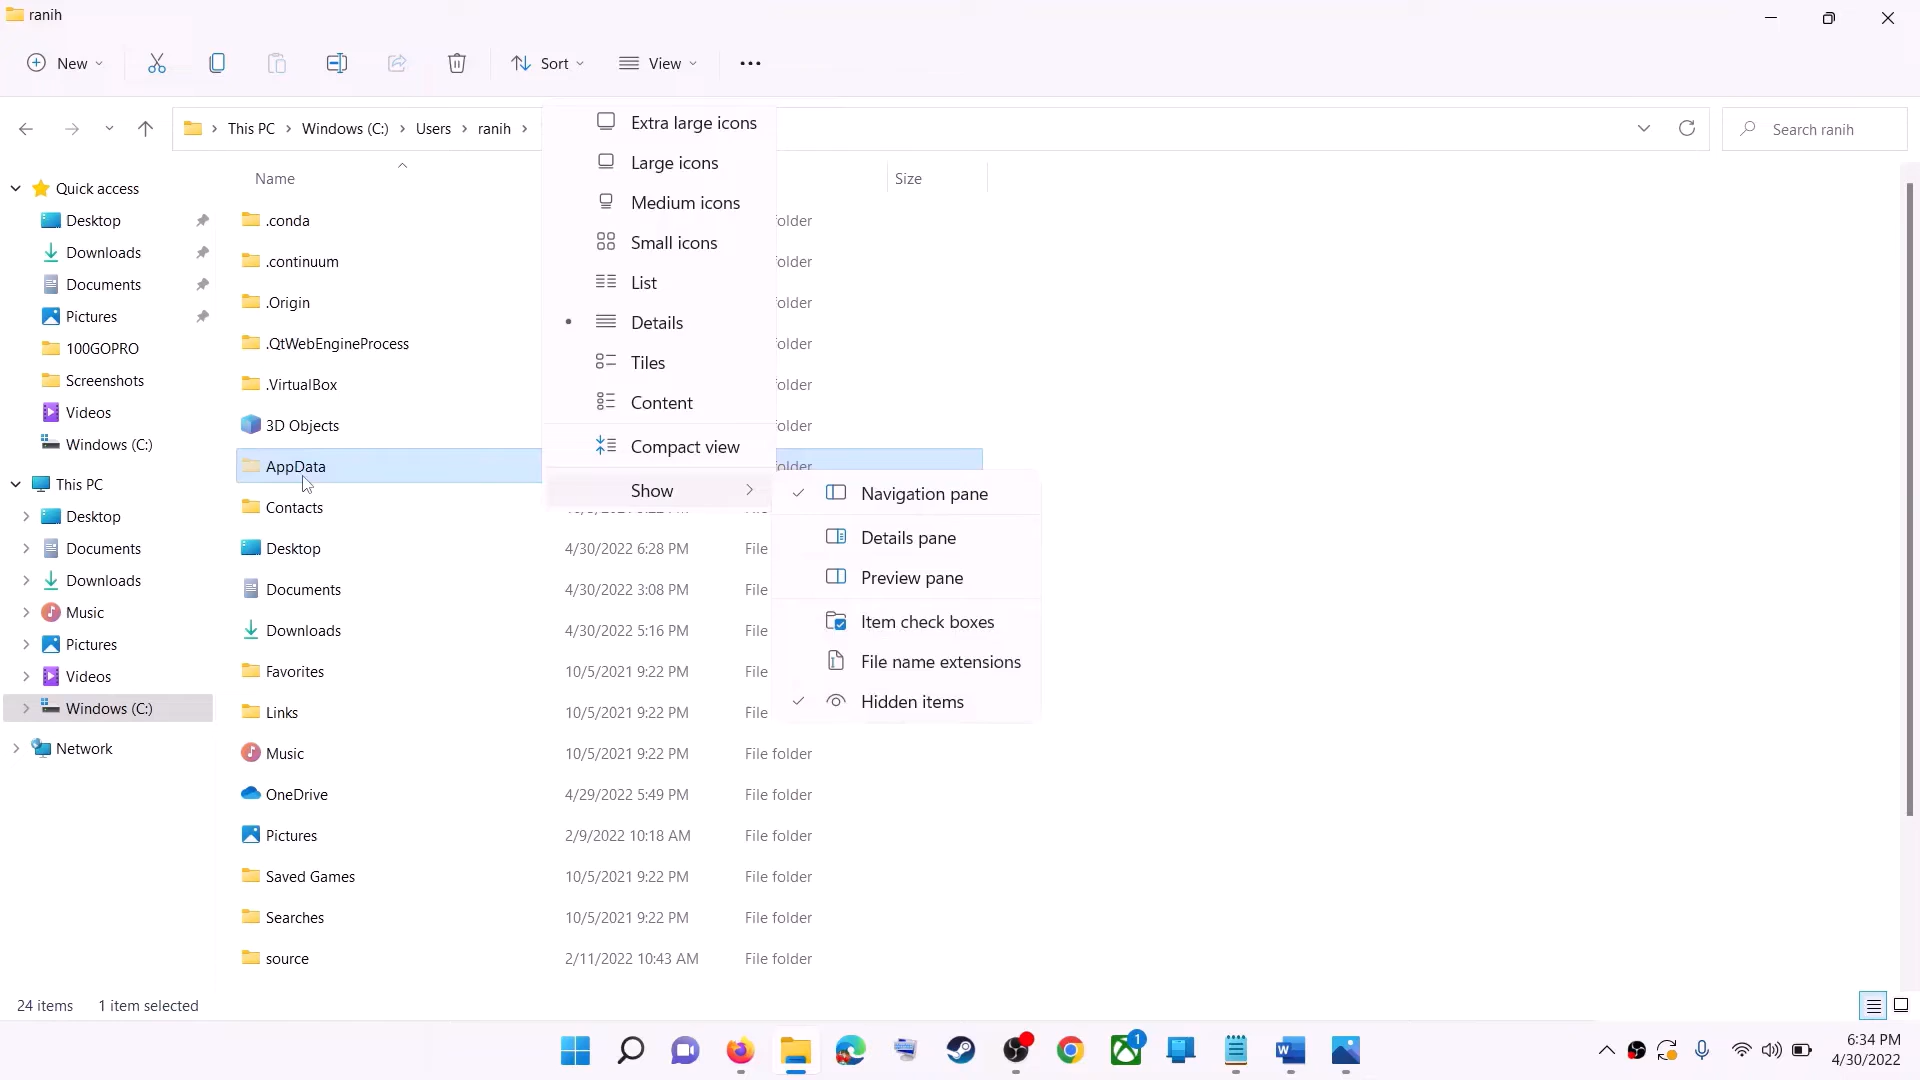 ranih
New
Sort
View
This PC
Windows (C:)
Users
ranih
Search ranih
Name
Size
Quick access
Desktop
Downloads
Documents
Pictures
100GOPRO
Screenshots
Videos
Windows (C:)
This PC
Desktop
Documents
Downloads
Music
Pictures
Videos
Windows (C:)
Network
.conda
.continuum
.Origin
.QtWebEngineProcess
.VirtualBox
3D Objects
AppData
Contacts
Desktop 4/30/2022 6:28 PM File
Documents 4/30/2022 3:08 PM File
Downloads 4/30/2022 5:16 PM File
Favorites 10/5/2021 9:22 PM File
Links 10/5/2021 9:22 PM File
Music 10/5/2021 9:22 PM File folder
OneDrive 4/29/2022 5:49 PM File folder
Pictures 2/9/2022 10:18 AM File folder
Saved Games 10/5/2021 9:22 PM File folder
Searches 10/5/2021 9:22 PM File folder
source 2/11/2022 10:43 AM File folder
Extra large icons
Large icons
Medium icons
Small icons
List
Details
Tiles
Content
Compact view
Show
Navigation pane
Details pane
Preview pane
Item check boxes
File name extensions
Hidden items
24 items 1 item selected
1
6:34 PM
4/30/2022